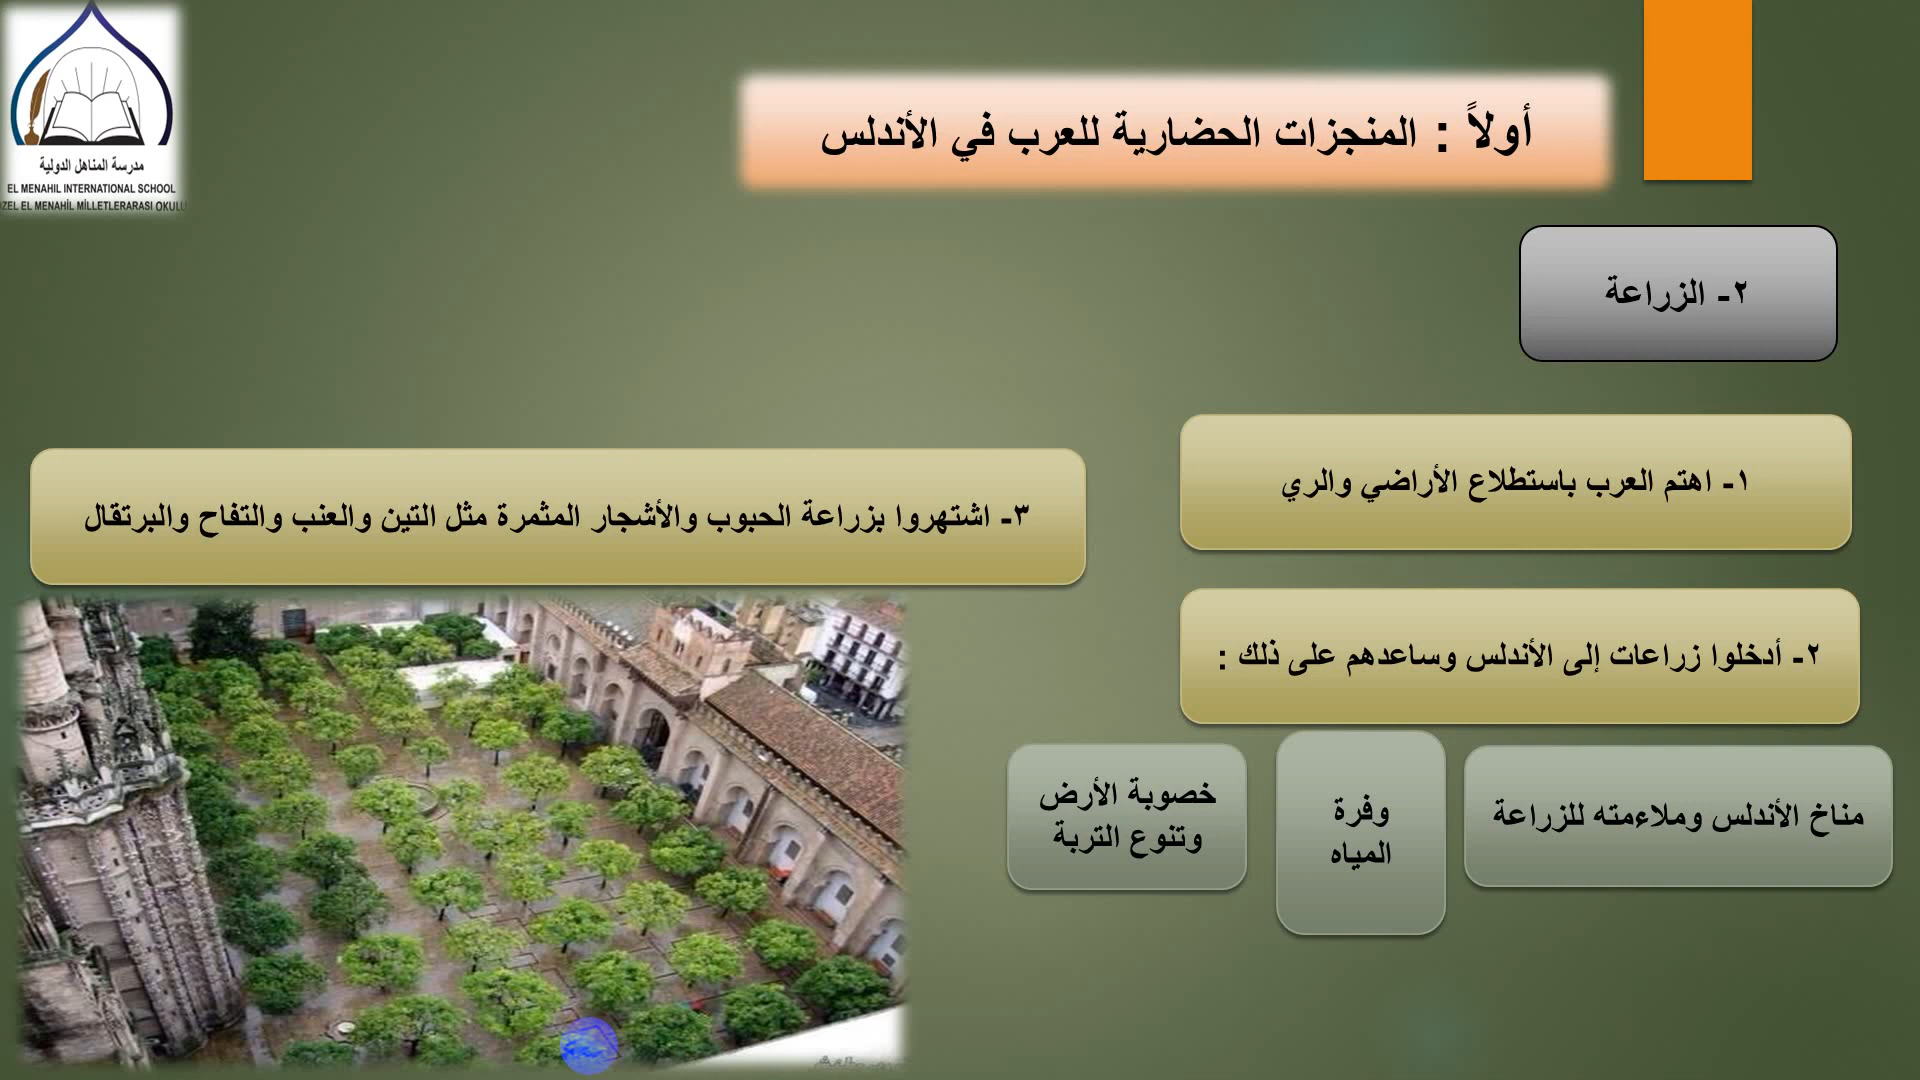 مدرسة المناهل الدولية
EL MENAHIL INTERNATIONAL SCHOOL
ZEL EL MENAHİL MİLLETLERARASI OKULU
أولاً : المنجزات الحضارية للعرب في الأندلس
٢- الزراعة
١- اهتم العرب باستطلاع الأراضي والري
٢- أدخلوا زراعات إلى الأندلس وساعدهم على ذلك :
مناخ الأندلس وملاءمته للزراعة
وفرة
المياه
خصوبة الأرض
وتنوع التربة
٣- اشتهروا بزراعة الحبوب والأشجار المثمرة مثل التين والعنب والتفاح والبرتقال